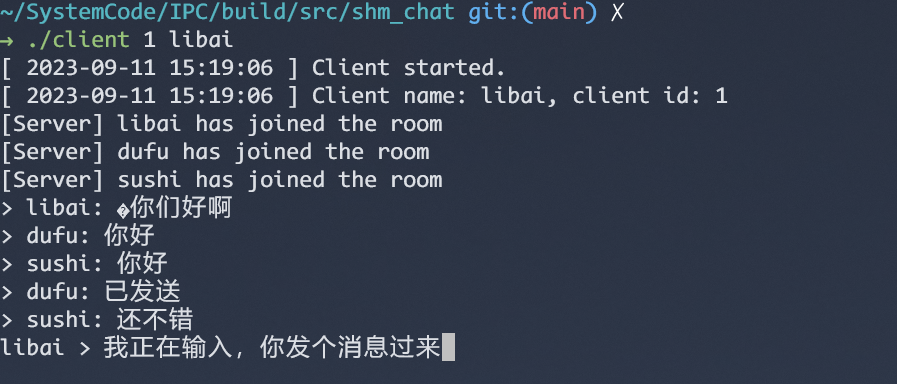 ~/SystemCode/IPC/build/src/shm_chat git:(main) ✗
→ ./client 1 libai
[ 2023-09-11 15:19:06 ] Client started.
[ 2023-09-11 15:19:06 ] Client name: libai, client id: 1
[Server] libai has joined the room
[Server] dufu has joined the room
[Server] sushi has joined the room
> libai: �你们好啊
> dufu: 你好
> sushi: 你好
> dufu: 已发送
> sushi: 还不错
libai > 我正在输入，你发个消息过来